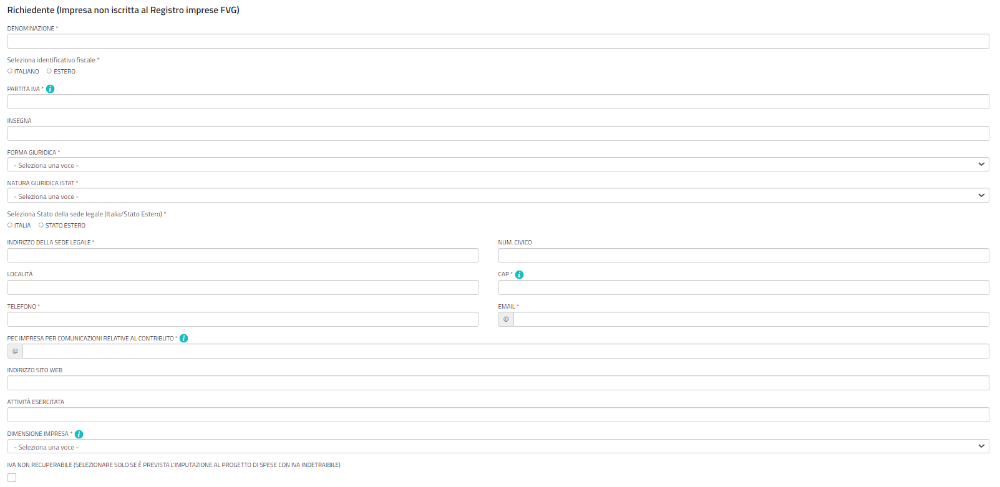 Richiedente (Impresa non iscritta al Registro imprese FVG)
DENOMINAZIONE *
Seleziona identificativo fiscale *
ITALIANO ESTERO
PARTITA IVA * i
INSEGNA
FORMA GIURIDICA *
- Seleziona una voce -
NATURA GIURIDICA ISTAT *
- Seleziona una voce -
Seleziona Stato della sede legale (Italia/Stato Estero) *
ITALIA STATO ESTERO
INDIRIZZO DELLA SEDE LEGALE * NUM. CIVICO
LOCALITÀ CAP * i
TELEFONO * EMAIL *
@
PEC IMPRESA PER COMUNICAZIONI RELATIVE AL CONTRIBUTO * i
@
INDIRIZZO SITO WEB
ATTIVITÀ ESERCITATA
DIMENSIONE IMPRESA * i
- Seleziona una voce -
IVA NON RECUPERABILE (SELEZIONARE SOLO SE È PREVISTA L'IMPUTAZIONE AL PROGETTO DI SPESE CON IVA INDETRAIBILE)